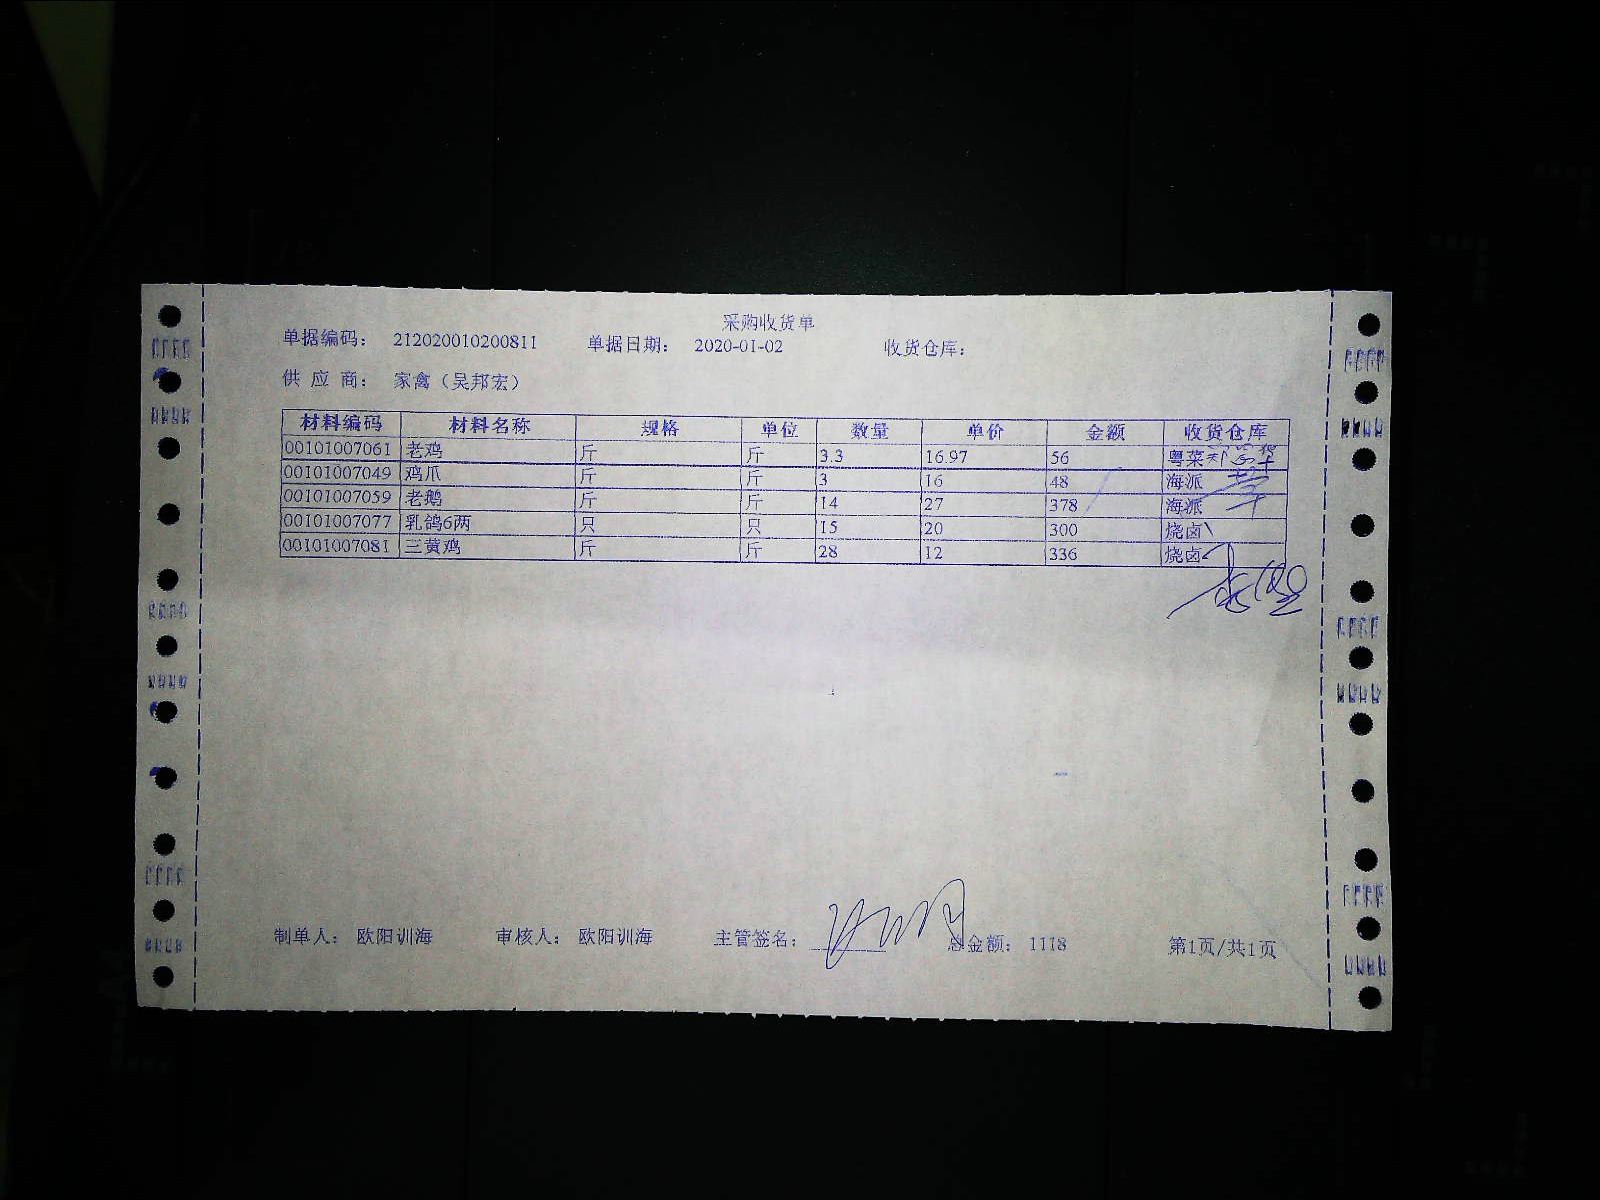 采购收货单
单据编码： 212020010200811 单据日期： 2020-01-02 收货仓库：
供 应 商： 家禽（吴邦宏）
材料编码 材料名称 规格 单位 数量 单价 金额 收货仓库
00101007061 老鸡 斤 斤 3.3 16.97 56 粤菜
00101007049 鸡爪 斤 斤 3 16 48 海派
00101007059 老鹅 斤 斤 14 27 378 海派
00101007077 乳鸽6两 只 只 15 20 300 烧卤
00101007081 三黄鸡 斤 斤 28 12 336 烧卤
制单人： 欧阳训海 审核人： 欧阳训海 主管签名： 总金额： 1118 第1页/共1页